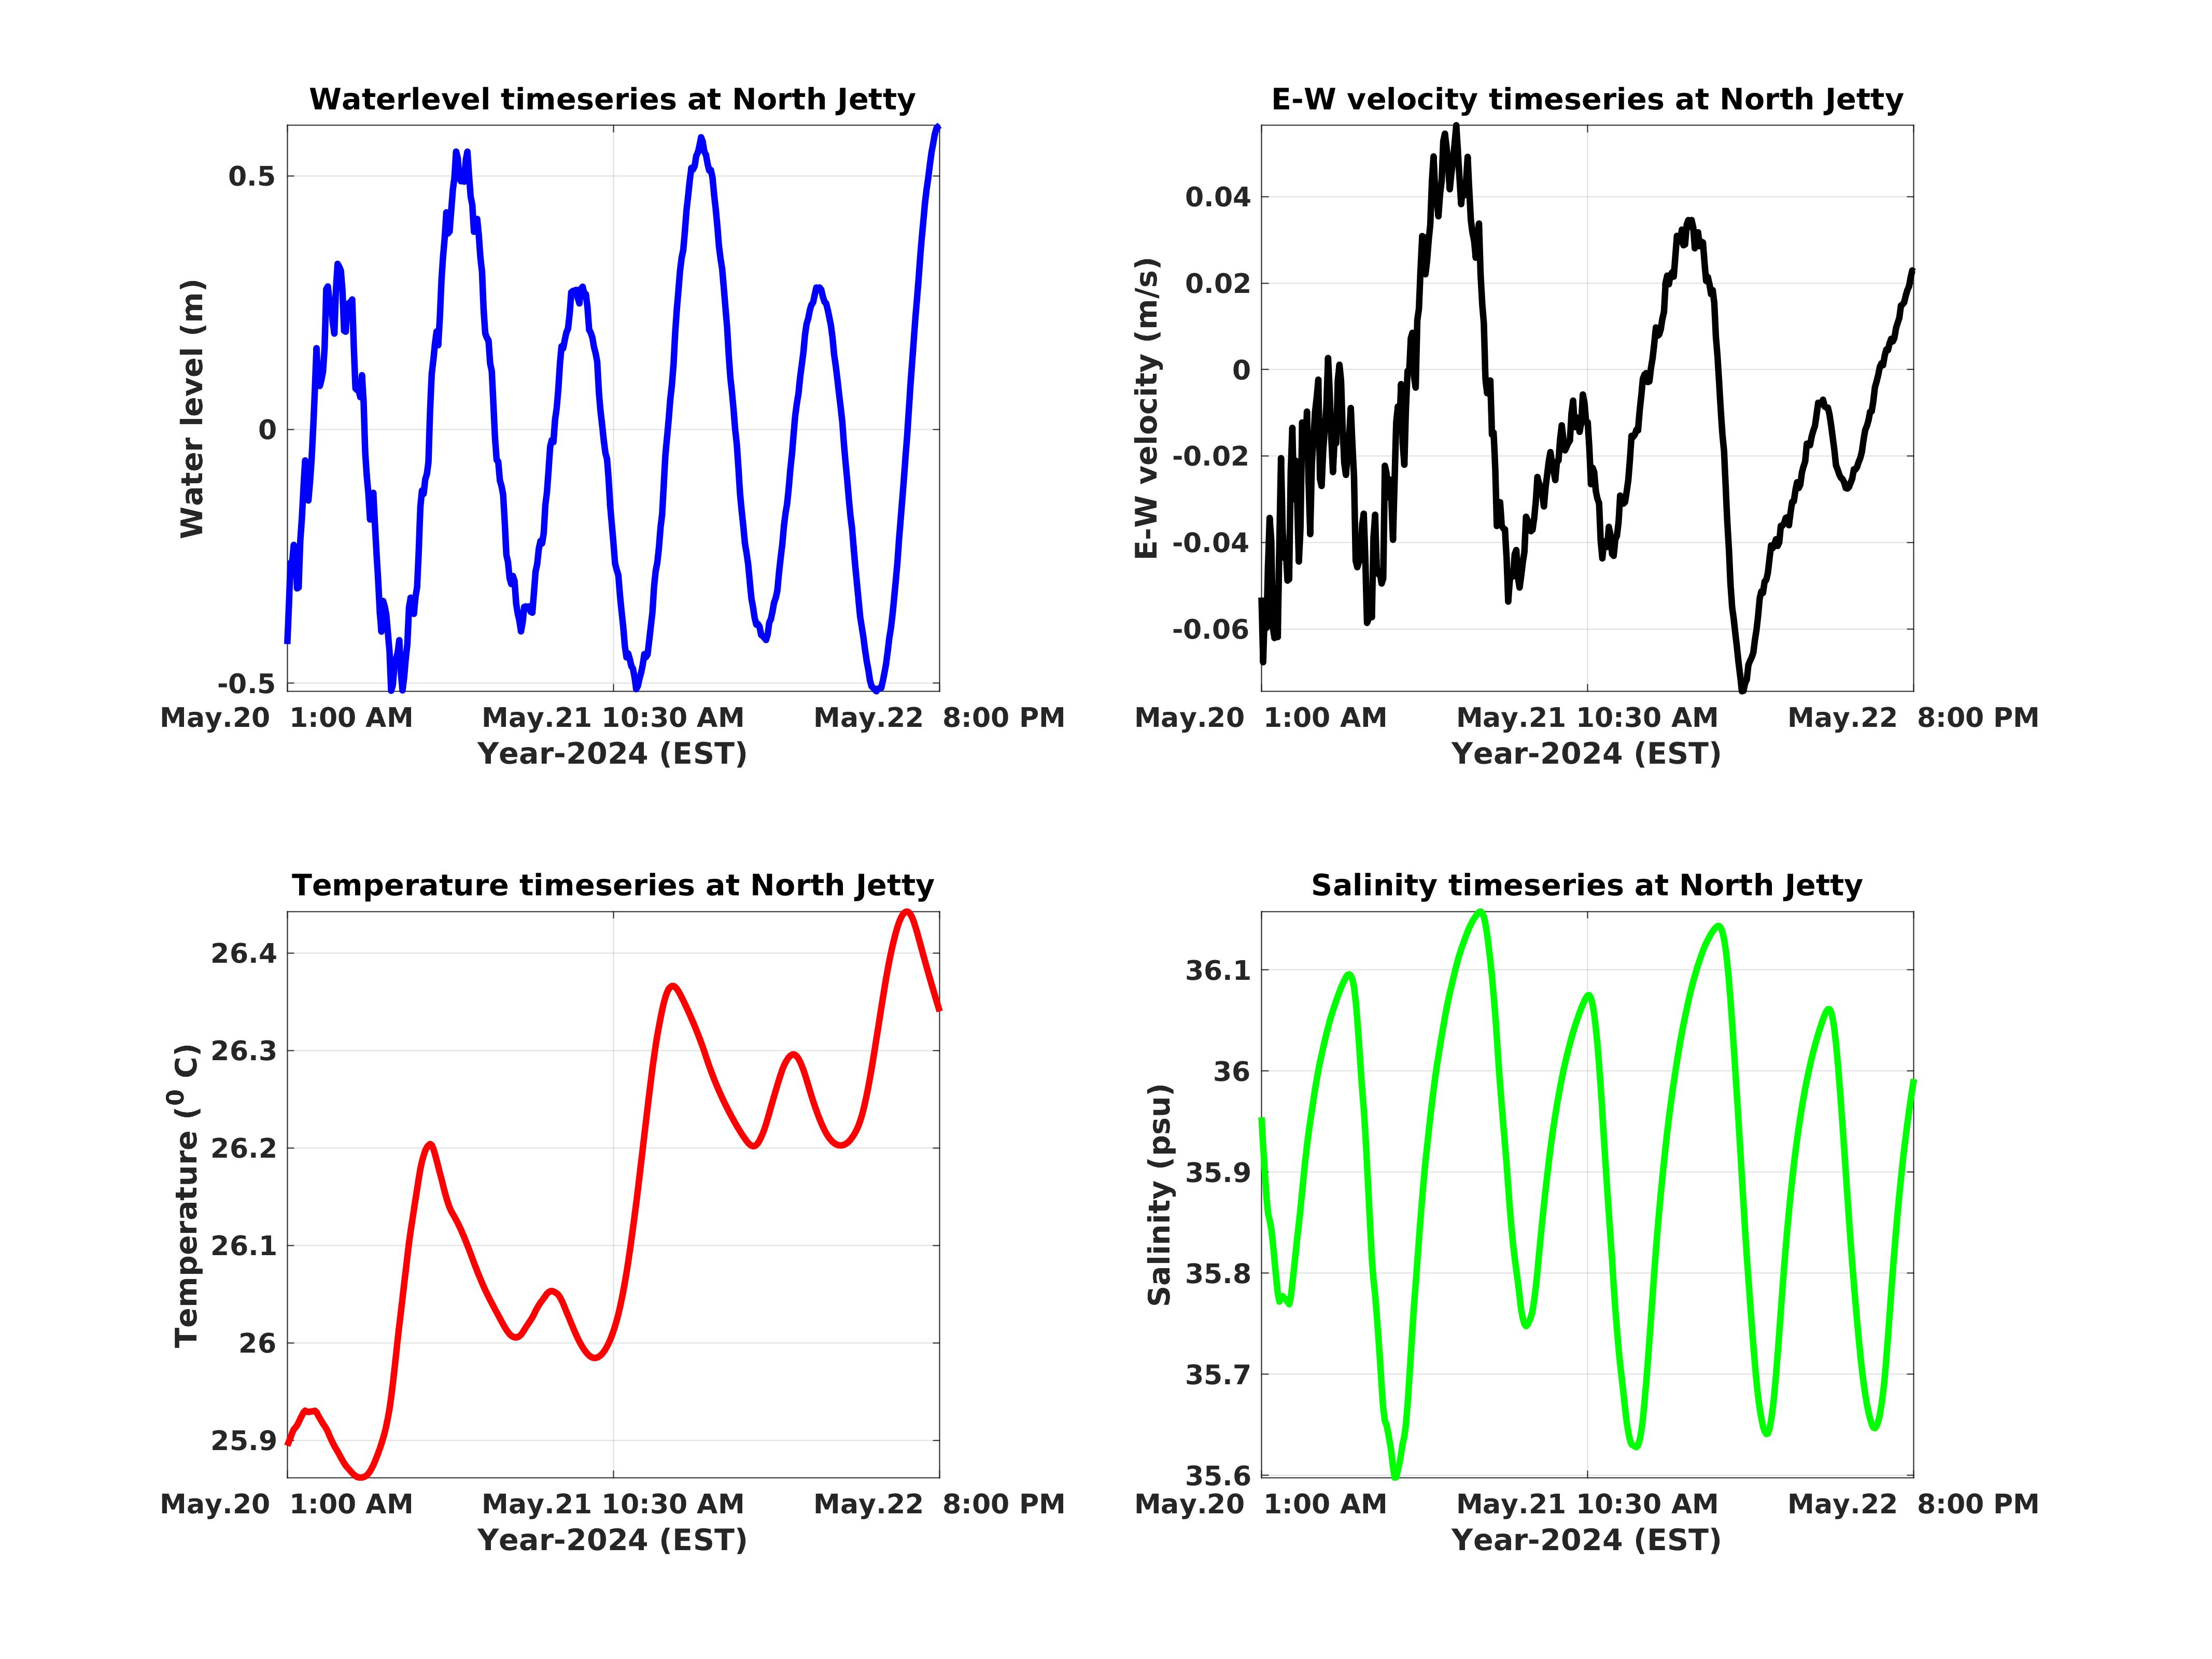 Waterlevel timeseries at North Jetty
0.5
0
-0.5
Water level (m)
May.20  1:00 AM
May.21 10:30 AM
May.22  8:00 PM
Year-2024 (EST)
E-W velocity timeseries at North Jetty
0.04
0.02
0
-0.02
-0.04
-0.06
E-W velocity (m/s)
May.20  1:00 AM
May.21 10:30 AM
May.22  8:00 PM
Year-2024 (EST)
Temperature timeseries at North Jetty
26.4
26.3
26.2
26.1
26
25.9
Temperature (⁰ C)
May.20  1:00 AM
May.21 10:30 AM
May.22  8:00 PM
Year-2024 (EST)
Salinity timeseries at North Jetty
36.1
36
35.9
35.8
35.7
35.6
Salinity (psu)
May.20  1:00 AM
May.21 10:30 AM
May.22  8:00 PM
Year-2024 (EST)